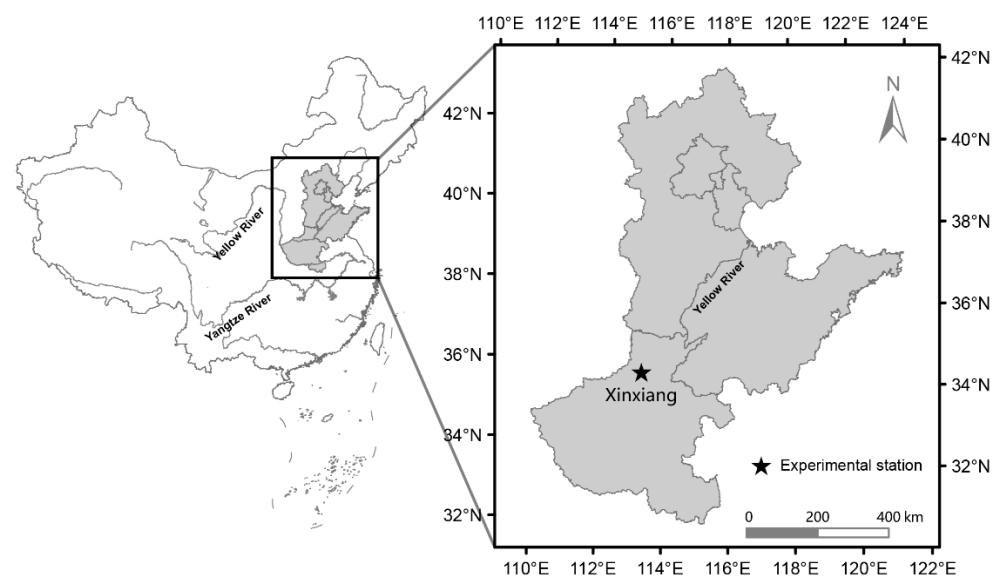 110°E 112°E 114°E 116°E 118°E 120°E 122°E 124°E
42°N
40°N
38°N
36°N
34°N
32°N
Yellow River
Yangtze River
42°N
40°N
38°N
36°N
34°N
32°N
N
Yellow River
Xinxiang
Experimental station
0 200 400 km
110°E 112°E 114°E 116°E 118°E 120°E 122°E